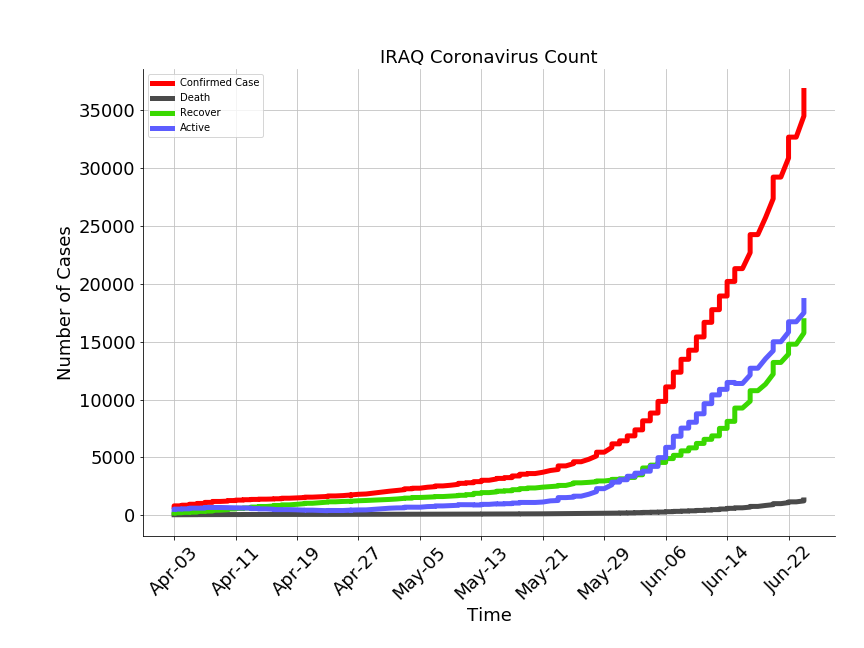 IRAQ Coronavirus Count
Confirmed Case
Death
Recover
Active
35000
30000
25000
20000
15000
10000
5000
0
Number of Cases
Apr-03
Apr-11
Apr-19
Apr-27
May-05
May-13
May-21
May-29
Jun-06
Jun-14
Jun-22
Time